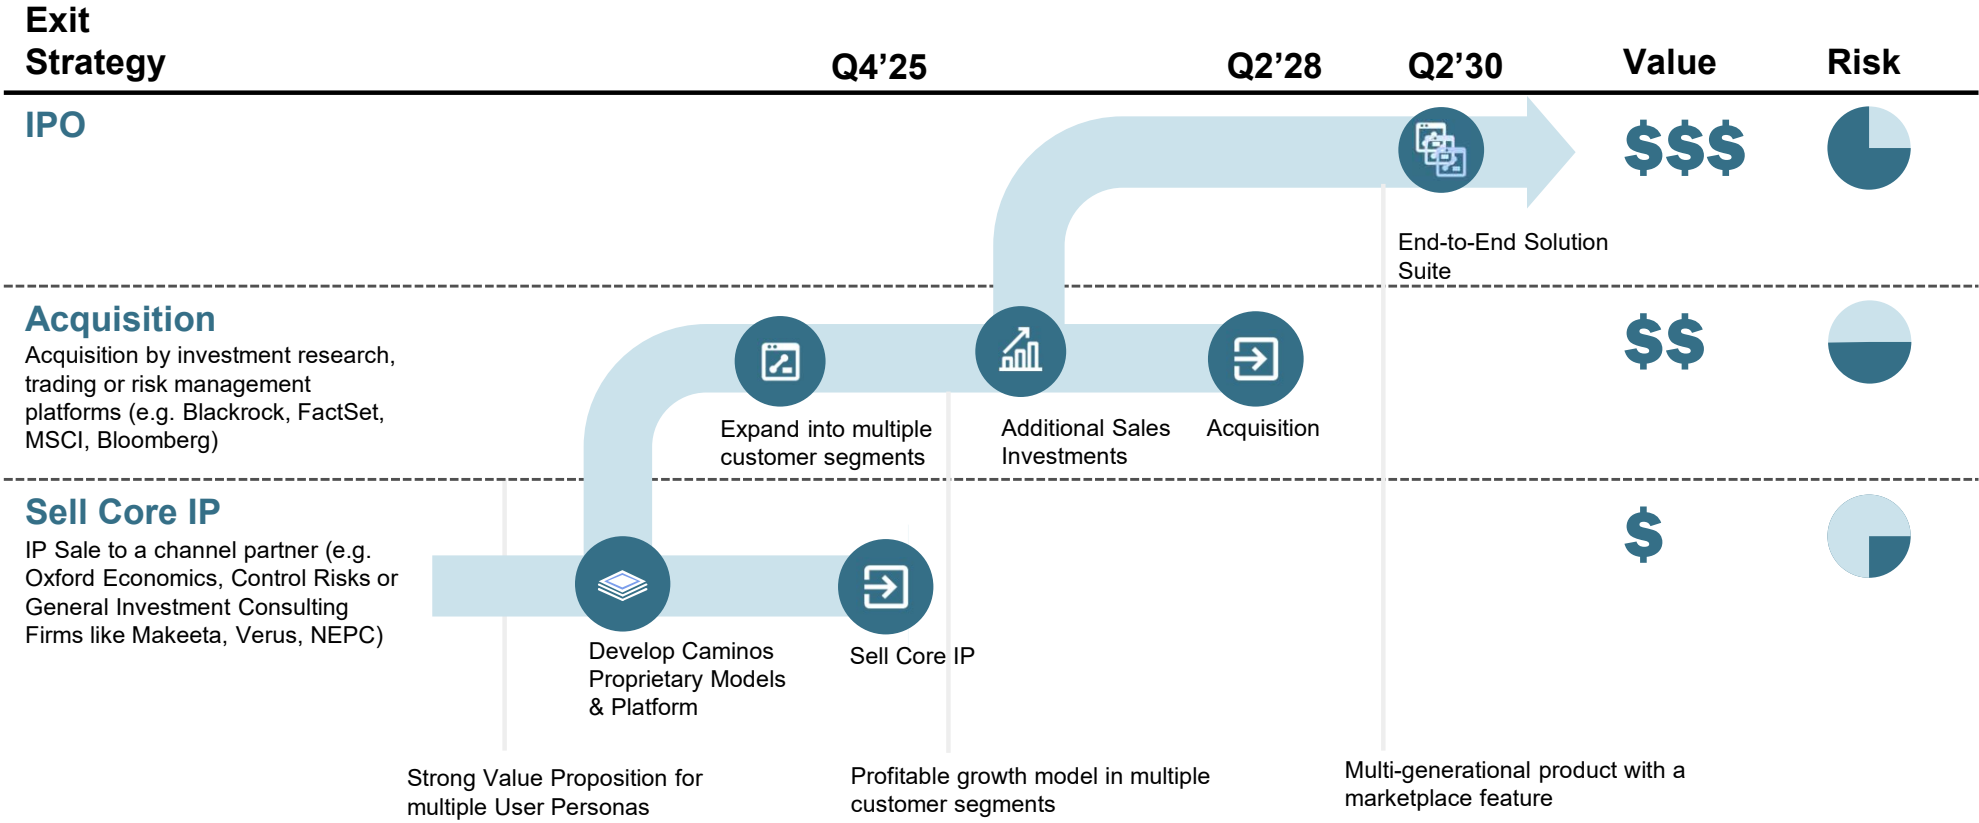 Exit
Strategy
Q4’25
Q2’28
Q2’30
Value
Risk
IPO
$$$
End-to-End Solution
Suite
Acquisition
Acquisition by investment research,
trading or risk management
platforms (e.g. Blackrock, FactSet,
MSCI, Bloomberg)
Expand into multiple
customer segments
Additional Sales
Investments
Acquisition
$$
Sell Core IP
IP Sale to a channel partner (e.g.
Oxford Economics, Control Risks or
General Investment Consulting
Firms like Makeeta, Verus, NEPC)
Develop Caminos
Proprietary Models
& Platform
Sell Core IP
$
Strong Value Proposition for
multiple User Personas
Profitable growth model in multiple
customer segments
Multi-generational product with a
marketplace feature